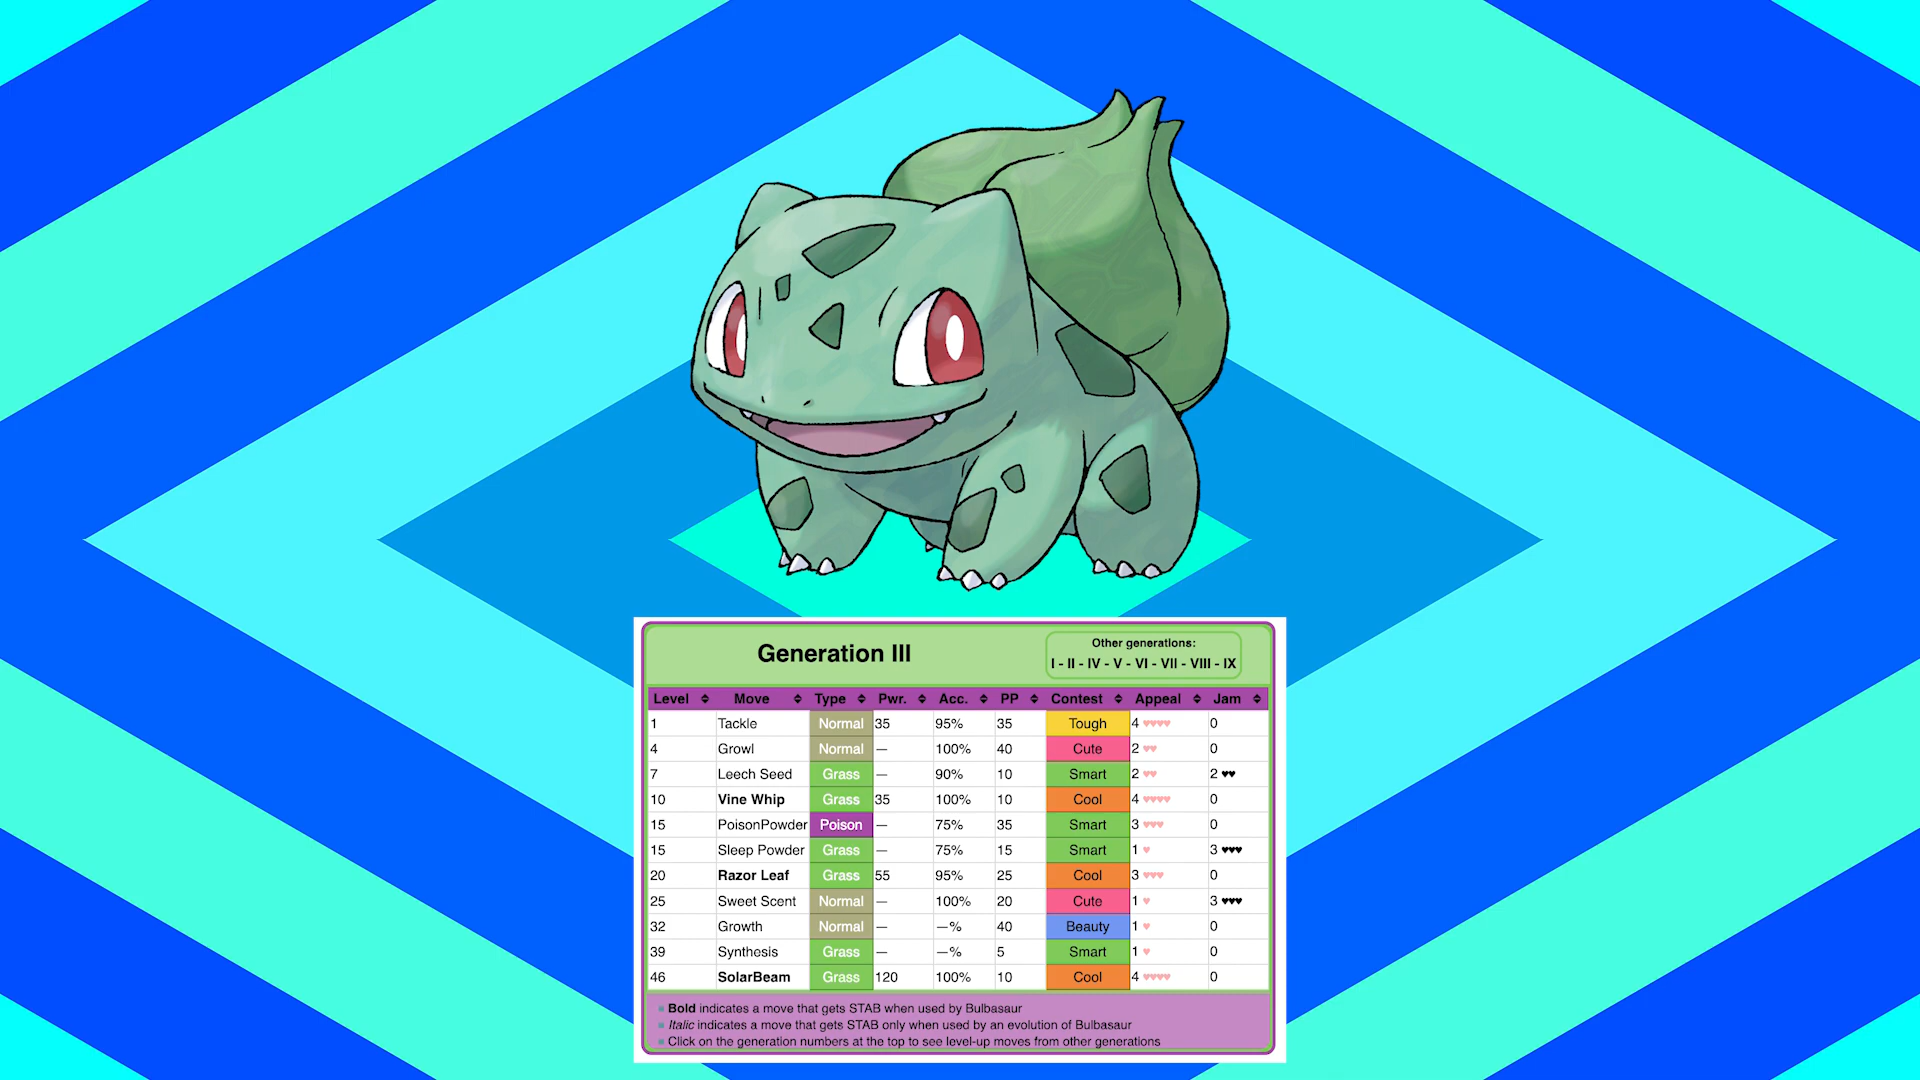 Generation III
Other generations:
I - II - IV - V - VI - VII - VIII - IX
Level Move Type Pwr. Acc. PP Contest Appeal Jam
1 Tackle Normal 35 95% 35 Tough 4 ♥♥♥♥ 0
4 Growl Normal — 100% 40 Cute 2 ♥♥ 0
7 Leech Seed Grass — 90% 10 Smart 2 ♥♥ 2 ♥♥
10 Vine Whip Grass 35 100% 10 Cool 4 ♥♥♥♥ 0
15 PoisonPowder Poison — 75% 35 Smart 3 ♥♥♥ 0
15 Sleep Powder Grass — 75% 15 Smart 1 ♥ 3 ♥♥♥
20 Razor Leaf Grass 55 95% 25 Cool 3 ♥♥♥ 0
25 Sweet Scent Normal — 100% 20 Cute 1 ♥ 3 ♥♥♥
32 Growth Normal — —% 40 Beauty 1 ♥ 0
39 Synthesis Grass — —% 5 Smart 1 ♥ 0
46 SolarBeam Grass 120 100% 10 Cool 4 ♥♥♥♥ 0
Bold indicates a move that gets STAB when used by Bulbasaur
Italic indicates a move that gets STAB only when used by an evolution of Bulbasaur
Click on the generation numbers at the top to see level-up moves from other generations